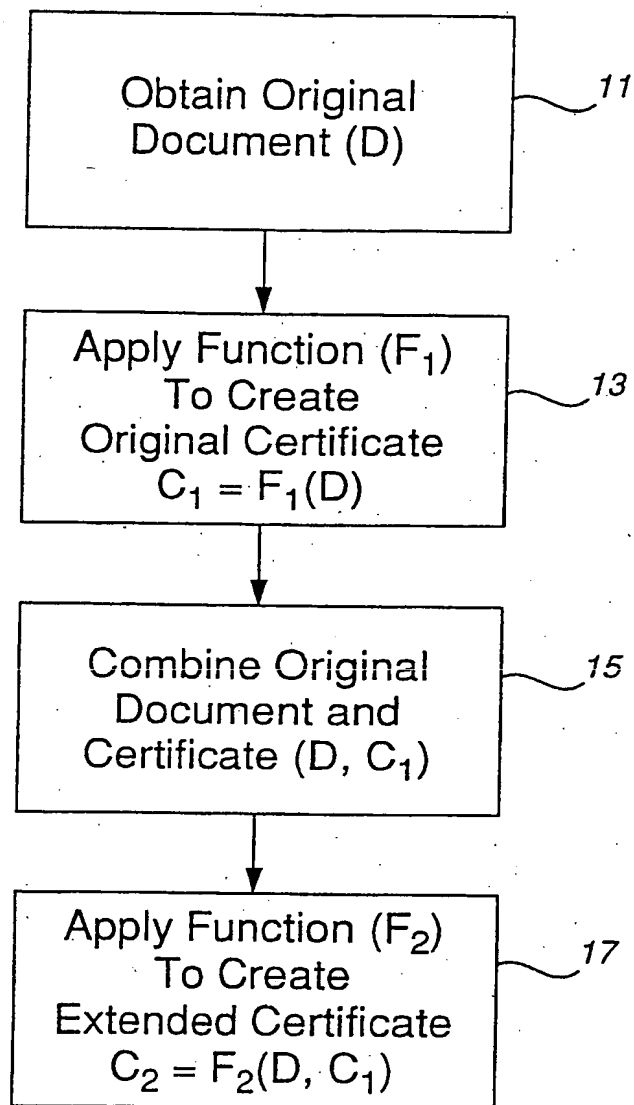 Obtain Original
Document (D)
11
Apply Function (F₁)
To Create
Original Certificate
C₁ = F₁(D)
13
Combine Original
Document and
Certificate (D, C₁)
15
Apply Function (F₂)
To Create
Extended Certificate
C₂ = F₂(D, C₁)
17